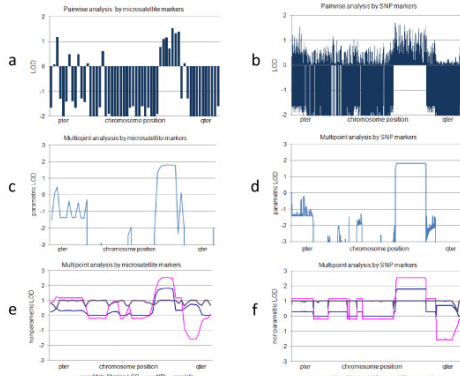 Pairwise analysis by microsatellite markers
a
LOD
2
1
0
-1
-2
pter
chromosome position
qter
Pairwise analysis by SNP markers
b
LOD
2
1
0
-1
-2
pter
chromosome position
qter
Multipoint analysis by microsatellite markers
c
parametric LOD
2
1
0
-1
-2
-3
pter
chromosome position
qter
Multipoint analysis by SNP markers
d
parametric LOD
2
1
0
-1
-2
-3
pter
chromosome position
qter
Multipoint analysis by microsatellite markers
e
nonparametric LOD
3
2
1
0
-1
-2
-3
pter
chromosome position
qter
Multipoint analysis by SNP markers
f
nonparametric LOD
3
2
1
0
-1
-2
-3
pter
chromosome position
qter